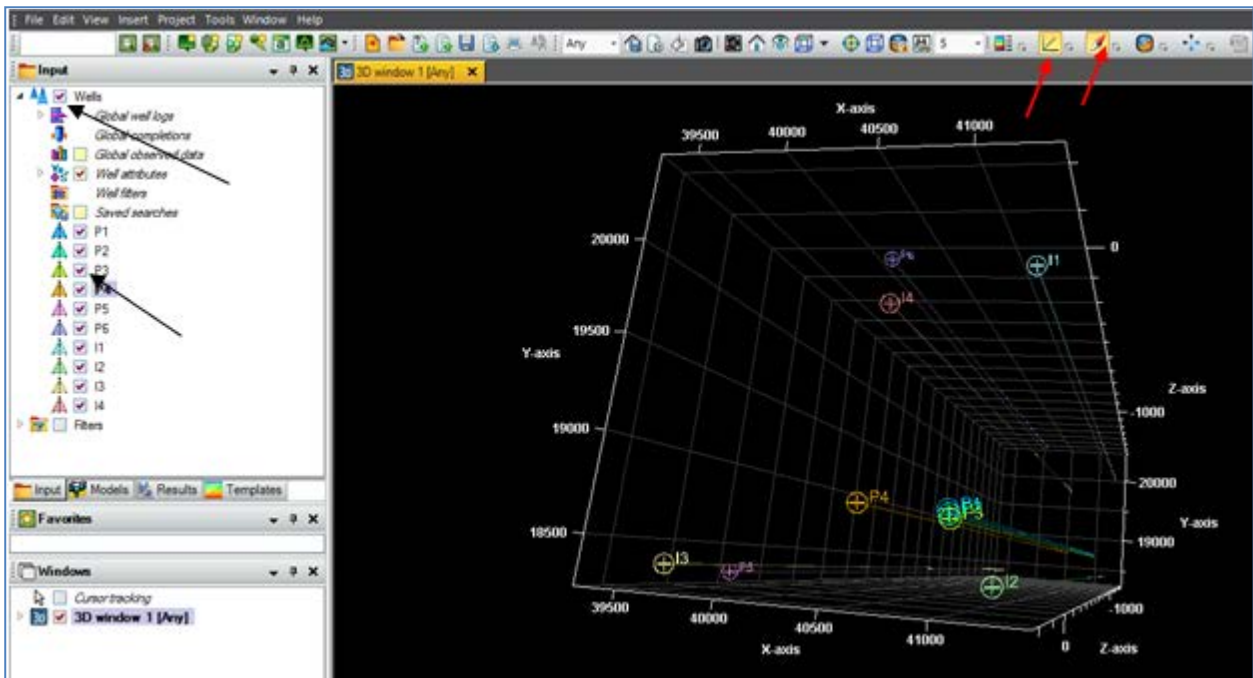 File Edit View Insert Project Tools Window Help
Any
5
Input
3D window 1 [Any]
Wells
Global well logs
Global completions
Global observed data
Well attributes
Well filters
Saved searches
P1
P2
P3
P4
P5
P6
I1
I2
I3
I4
Filters
Input Models Results Templates
Favorites
Windows
Cursor tracking
3D window 1 [Any]
X-axis
39500 40000 40500 41000
20000
0
P6
I1
I4
19500
Y-axis
Z-axis
-1000
19000
20000
P4
P3
Y-axis
19000
18500
I3
P5
I2
39500
40000
40500
41000
-1000
0
X-axis
Z-axis